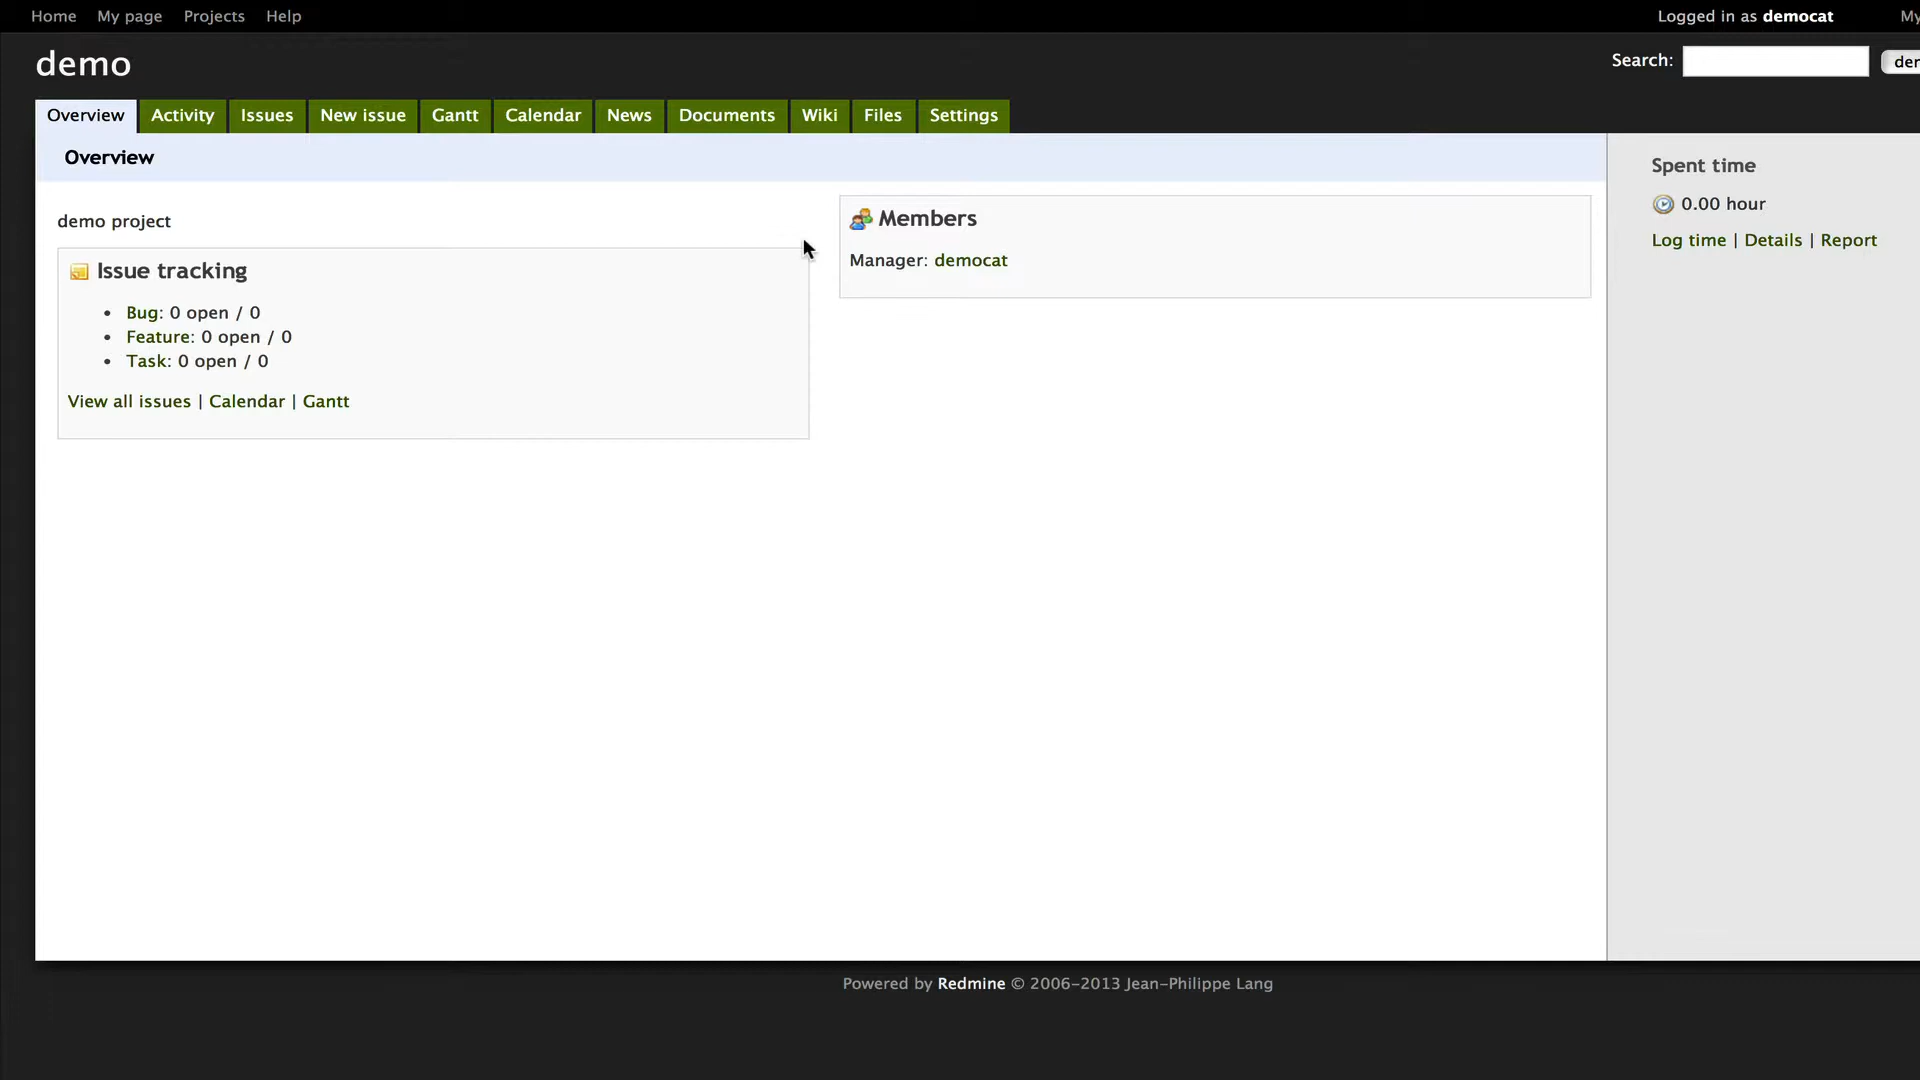 Home My page Projects Help
Logged in as democat My
demo
Search: der
Overview Activity Issues New issue Gantt Calendar News Documents Wiki Files Settings
Overview
demo project
Issue tracking
Bug: 0 open / 0
Feature: 0 open / 0
Task: 0 open / 0
View all issues | Calendar | Gantt
Members
Manager: democat
Spent time
0.00 hour
Log time | Details | Report
Powered by Redmine © 2006-2013 Jean-Philippe Lang